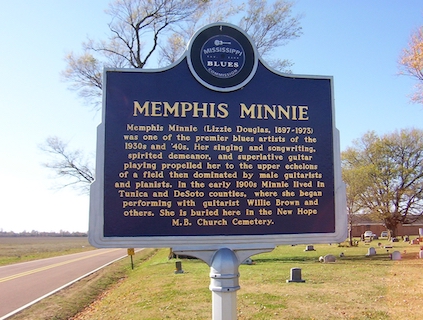 MISSISSIPPI
BLUES
COMMISSION
MEMPHIS MINNIE
Memphis Minnie (Lizzie Douglas, 1897-1973)
was one of the premier blues artists of the
1930s and '40s. Her singing and songwriting,
spirited demeanor, and superlative guitar
playing propelled her to the upper echelons
of a field then dominated by male guitarists
and pianists. In the early 1900s Minnie lived in
Tunica and DeSoto counties, where she began
performing with guitarist Willie Brown and
others. She is buried here in the New Hope
M.B. Church Cemetery.